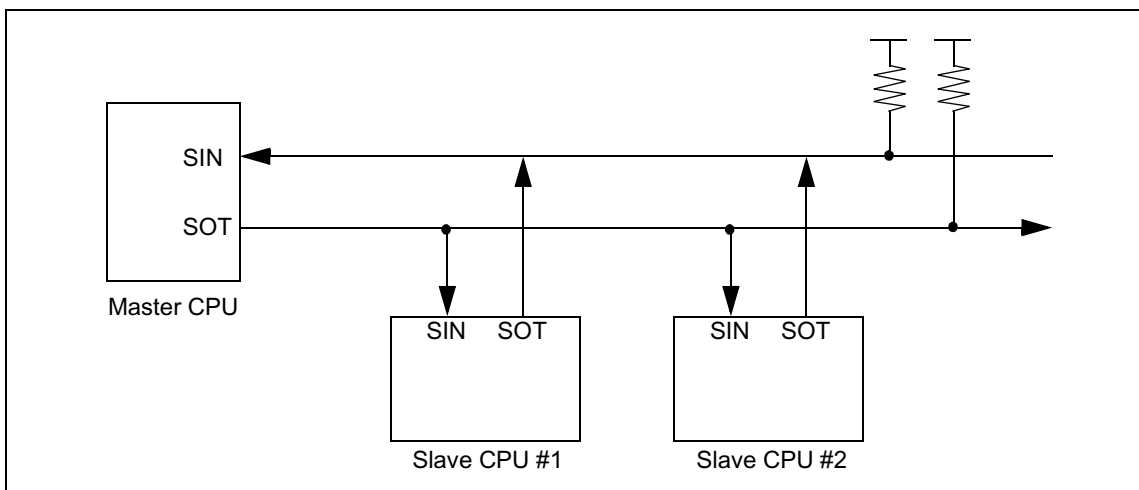 SIN
SOT
Master CPU
SIN SOT
SIN SOT
Slave CPU #1
Slave CPU #2